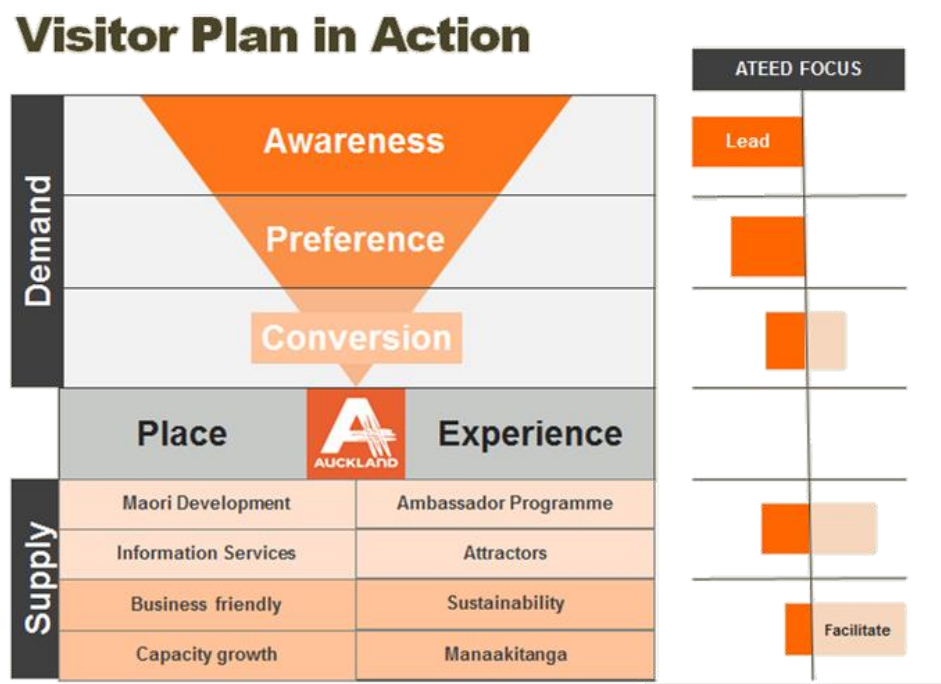 Visitor Plan in Action
ATEED FOCUS
Demand
Awareness
Lead
Preference
Conversion
Place
AUCKLAND
Experience
Supply
Maori Development
Ambassador Programme
Information Services
Attractors
Business friendly
Sustainability
Facilitate
Capacity growth
Manaakitanga